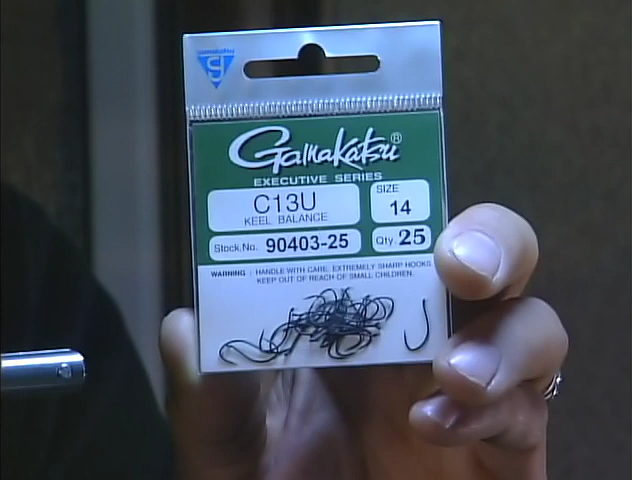 Gamakatsu®
EXECUTIVE SERIES
C13U
KEEL BALANCE
SIZE
14
Stock.No. 90403-25
Qty. 25
WARNING : HANDLE WITH CARE. EXTREMELY SHARP HOOKS
KEEP OUT OF REACH OF SMALL CHILDREN.